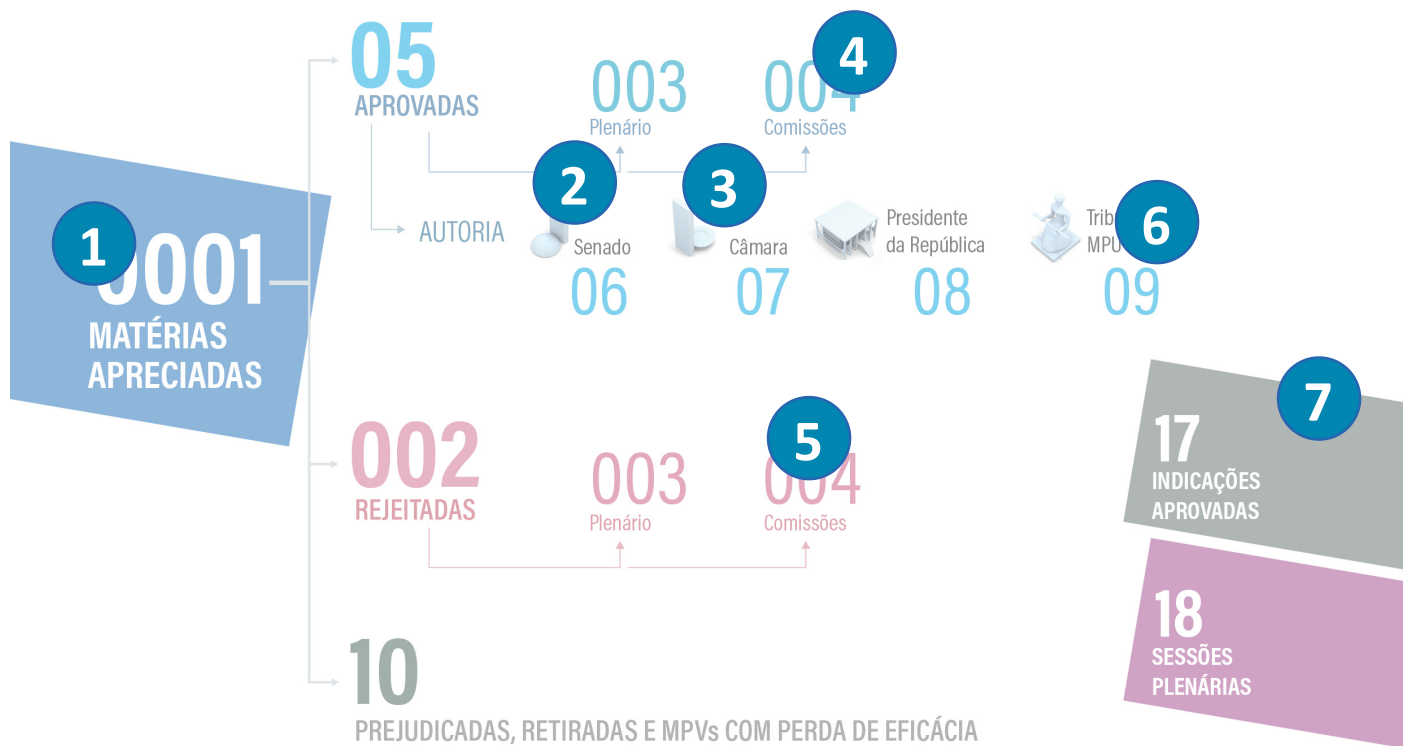 05
APROVADAS
003
Plenário
4
Comissões
2
3
AUTORIA
Senado
06
Câmara
07
Presidente
da República
08
6
MPU
09
1
0001
MATÉRIAS
APRECIADAS
002
REJEITADAS
003
Plenário
5
004
Comissões
7
17
INDICAÇÕES
APROVADAS
18
SESSÕES
PLENÁRIAS
10
PREJUDICADAS, RETIRADAS E MPVs COM PERDA DE EFICÁCIA